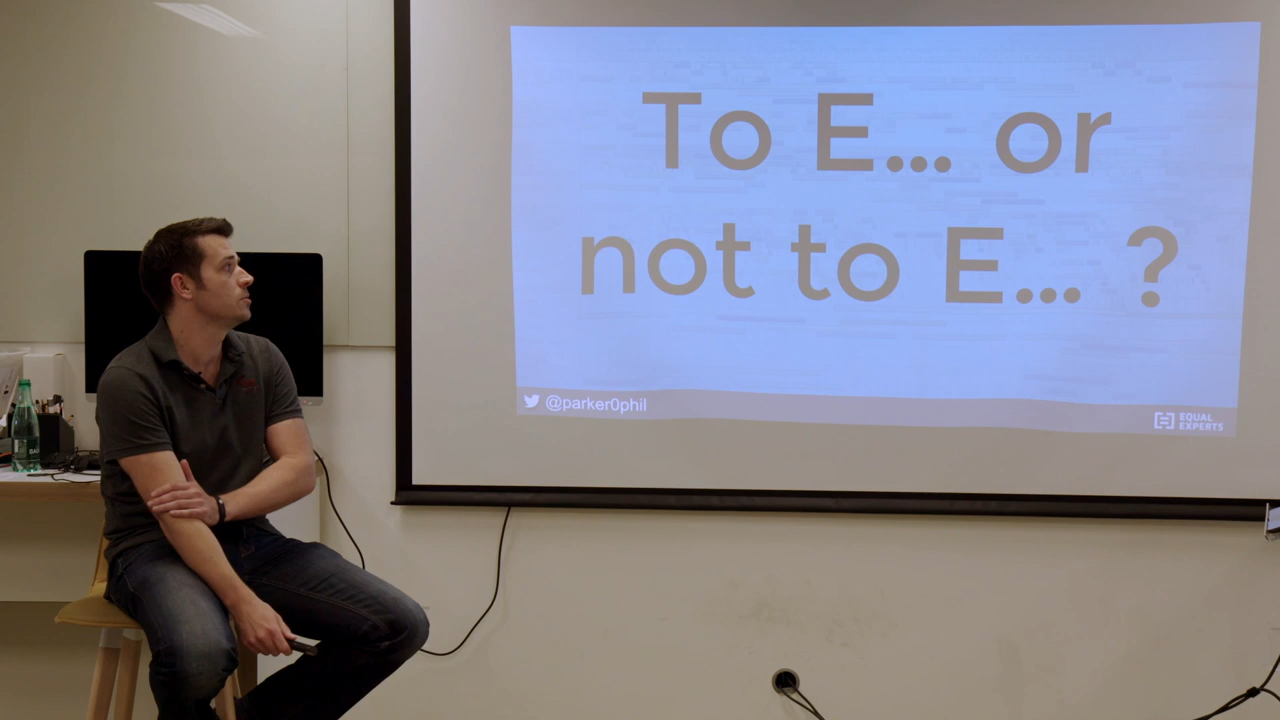 To E... or
not to E... ?
@parker0phil
EQUAL
EXPERTS